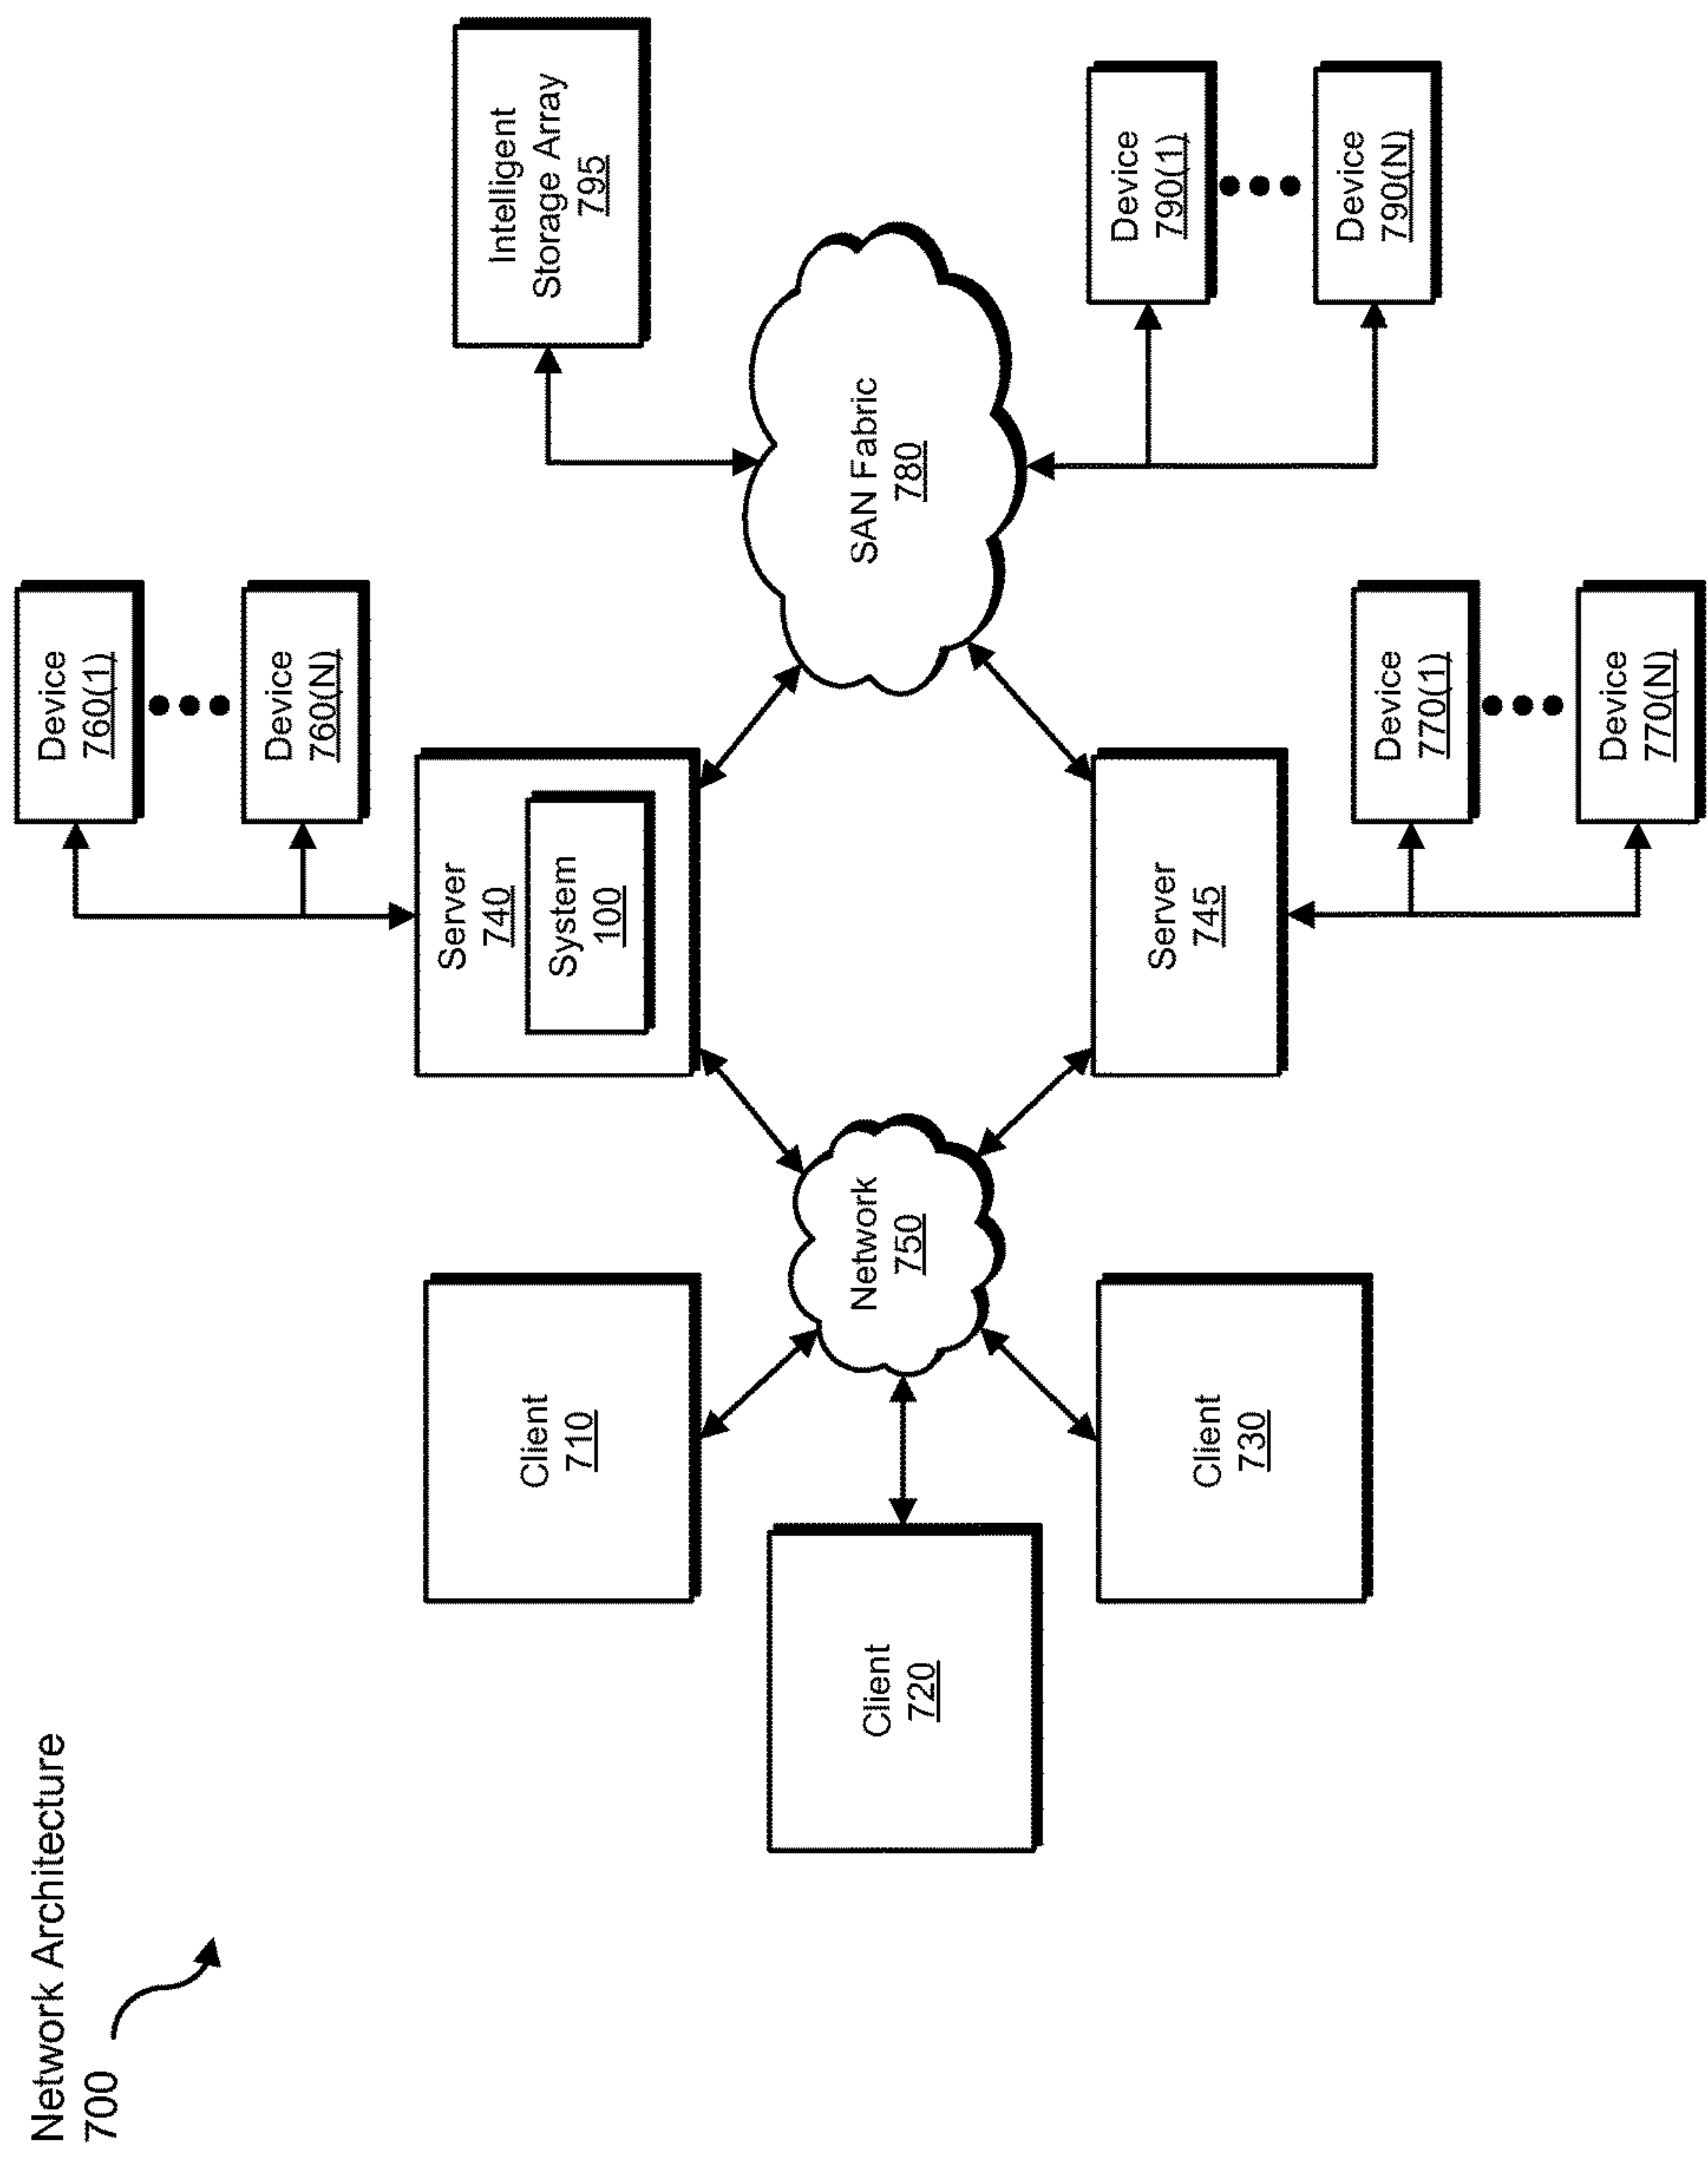 Network Architecture
700
Client
710
Client
720
Client
730
Network
750
Server
740
System
100
Server
745
Device
760(1)
Device
760(N)
Device
770(1)
Device
770(N)
SAN Fabric
780
Intelligent
Storage Array
795
Device
790(1)
Device
790(N)